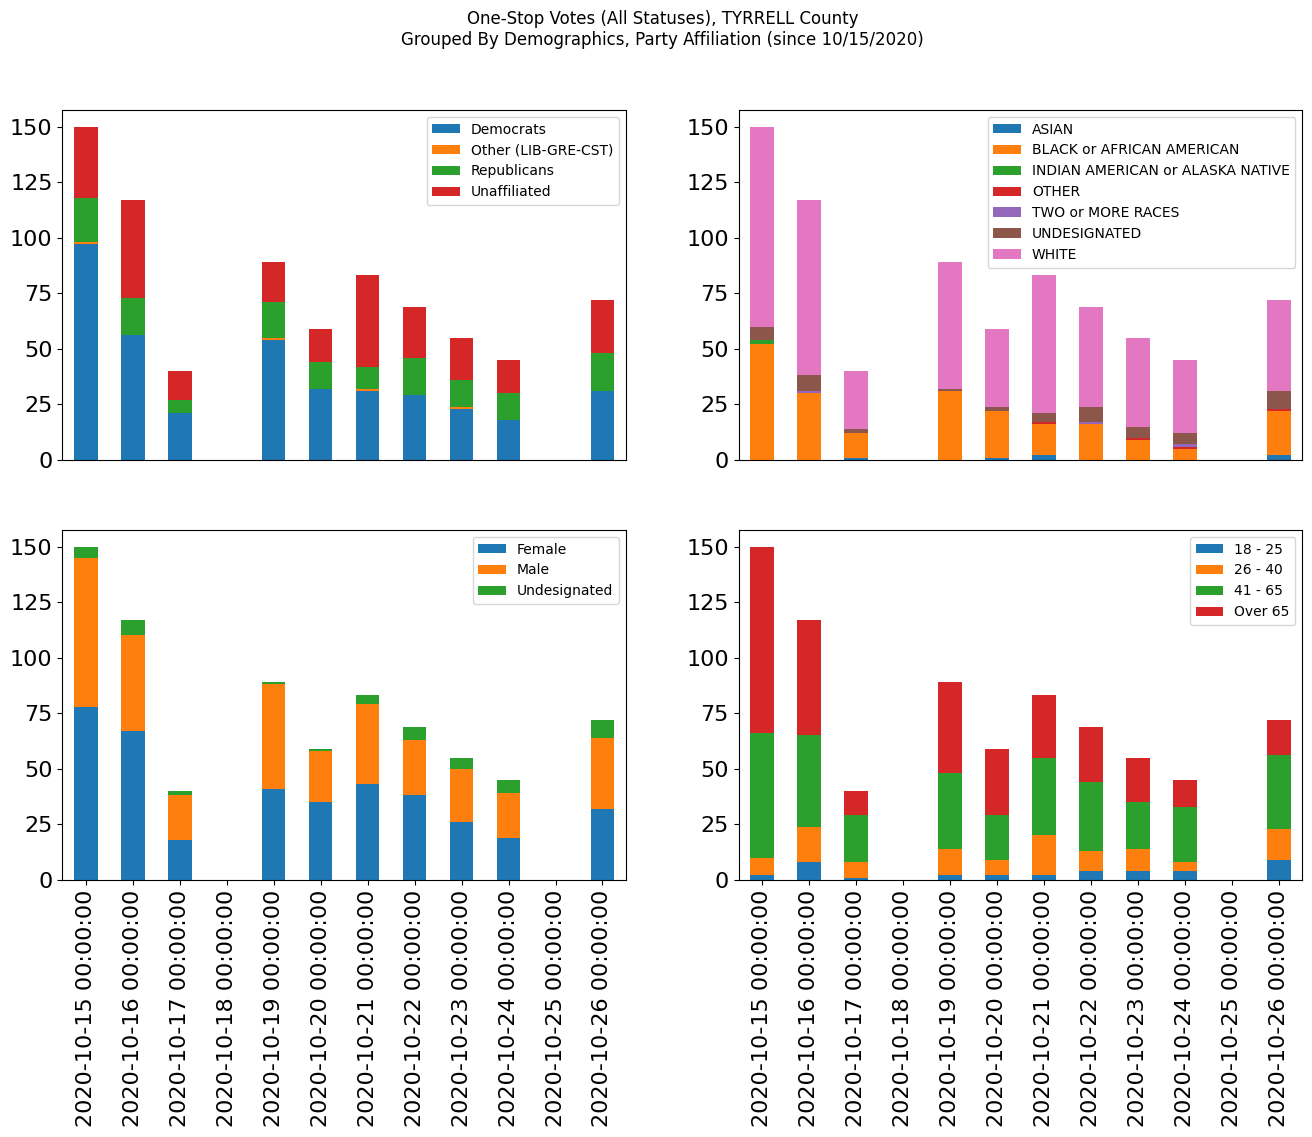 One-Stop Votes (All Statuses), TYRRELL County
Grouped By Demographics, Party Affiliation (since 10/15/2020)
150
125
100
75
50
25
0
Democrats
Other (LIB-GRE-CST)
Republicans
Unaffiliated
150
125
100
75
50
25
0
ASIAN
BLACK or AFRICAN AMERICAN
INDIAN AMERICAN or ALASKA NATIVE
OTHER
TWO or MORE RACES
UNDESIGNATED
WHITE
150
125
100
75
50
25
0
Female
Male
Undesignated
2020-10-15 00:00:00
2020-10-16 00:00:00
2020-10-17 00:00:00
2020-10-18 00:00:00
2020-10-19 00:00:00
2020-10-20 00:00:00
2020-10-21 00:00:00
2020-10-22 00:00:00
2020-10-23 00:00:00
2020-10-24 00:00:00
2020-10-25 00:00:00
2020-10-26 00:00:00
150
125
100
75
50
25
0
18 - 25
26 - 40
41 - 65
Over 65
2020-10-15 00:00:00
2020-10-16 00:00:00
2020-10-17 00:00:00
2020-10-18 00:00:00
2020-10-19 00:00:00
2020-10-20 00:00:00
2020-10-21 00:00:00
2020-10-22 00:00:00
2020-10-23 00:00:00
2020-10-24 00:00:00
2020-10-25 00:00:00
2020-10-26 00:00:00